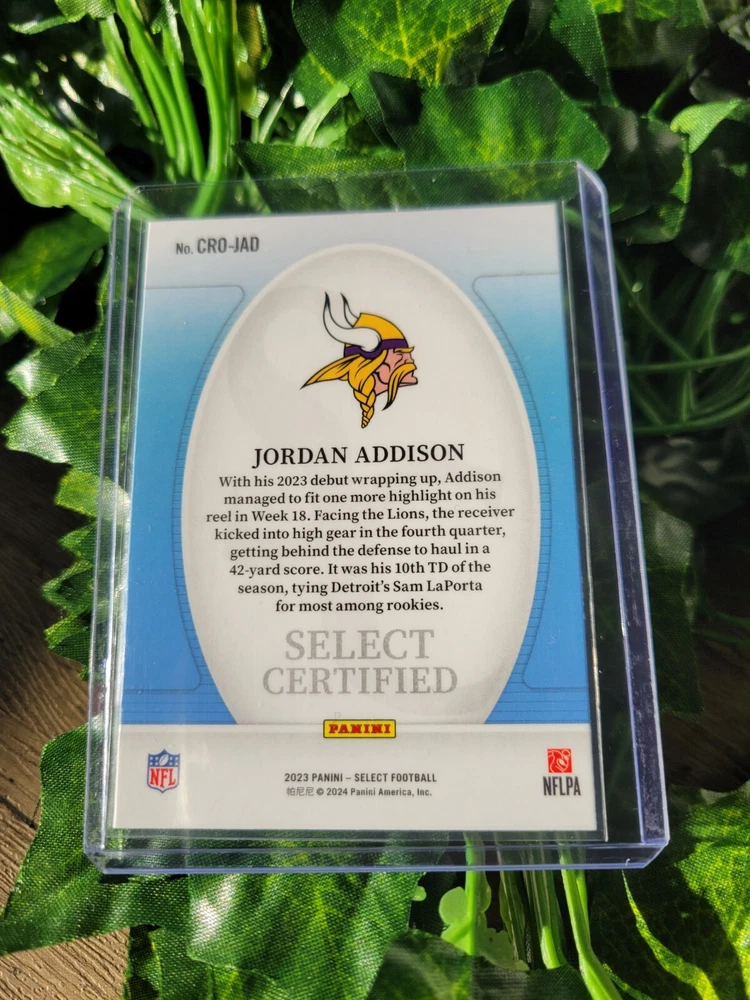 No. CRO-JAD
JORDAN ADDISON
With his 2023 debut wrapping up, Addison
managed to fit one more highlight on his
reel in Week 18. Facing the Lions, the receiver
kicked into high gear in the fourth quarter,
getting behind the defense to haul in a
42-yard score. It was his 10th TD of the
season, tying Detroit's Sam LaPorta
for most among rookies.
SELECT
CERTIFIED
PANINI
NFL
2023 PANINI – SELECT FOOTBALL
帕尼尼 © 2024 Panini America, Inc.
NFLPA